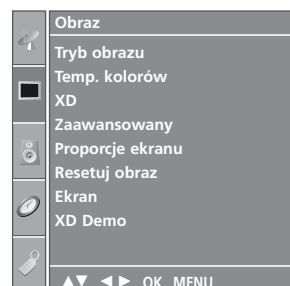 Obraz
Tryb obrazu
Temp. kolorów
XD
Zaawansowany
Proporcje ekranu
Resetuj obraz
Ekran
XD Demo
▲▼ ◄► OK MENU